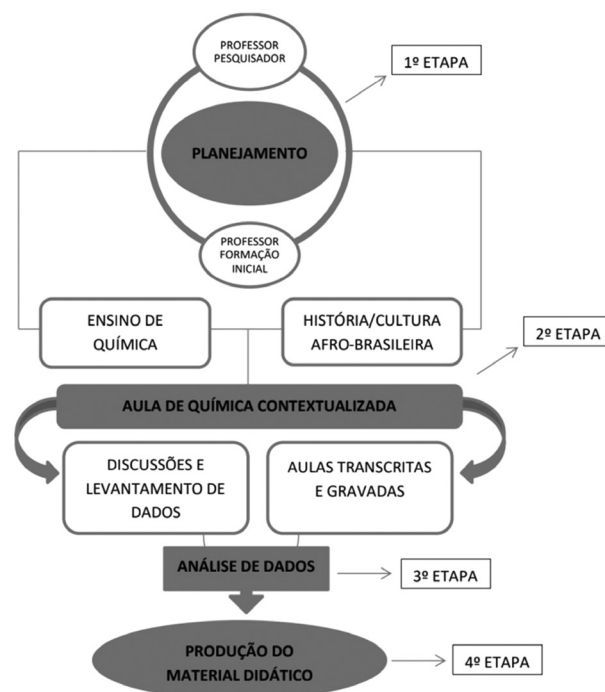 PROFESSOR
PESQUISADOR
1º ETAPA
PLANEJAMENTO
PROFESSOR
FORMAÇÃO
INICIAL
ENSINO DE
QUÍMICA
HISTÓRIA/CULTURA
AFRO-BRASILEIRA
2º ETAPA
AULA DE QUÍMICA CONTEXTUALIZADA
DISCUSSÕES E
LEVANTAMENTO DE
DADOS
AULAS TRANSCRITAS
E GRAVADAS
ANÁLISE DE DADOS
3º ETAPA
PRODUÇÃO DO
MATERIAL DIDÁTICO
4º ETAPA